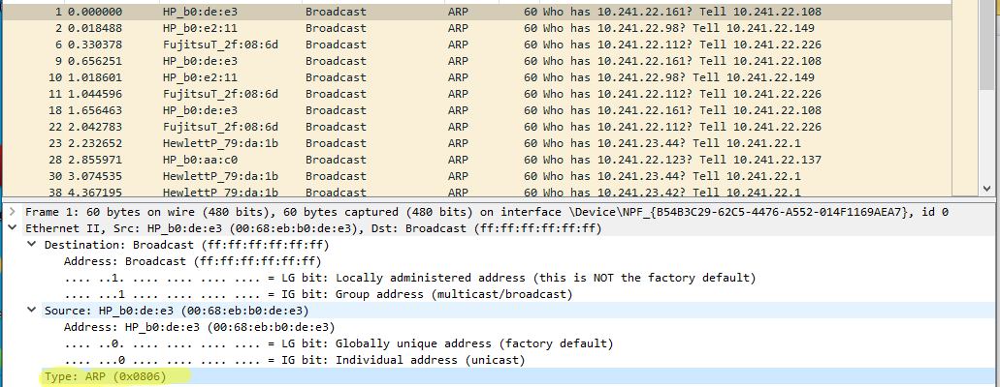 1 0.000000 HP_b0:de:e3 Broadcast ARP 60 Who has 10.241.22.161? Tell 10.241.22.108
2 0.018488 HP_b0:e2:11 Broadcast ARP 60 Who has 10.241.22.98? Tell 10.241.22.149
6 0.330378 FujitsuT_2f:08:6d Broadcast ARP 60 Who has 10.241.22.112? Tell 10.241.22.226
9 0.656251 HP_b0:de:e3 Broadcast ARP 60 Who has 10.241.22.161? Tell 10.241.22.108
10 1.018601 HP_b0:e2:11 Broadcast ARP 60 Who has 10.241.22.98? Tell 10.241.22.149
11 1.044596 FujitsuT_2f:08:6d Broadcast ARP 60 Who has 10.241.22.112? Tell 10.241.22.226
18 1.656463 HP_b0:de:e3 Broadcast ARP 60 Who has 10.241.22.161? Tell 10.241.22.108
22 2.042783 FujitsuT_2f:08:6d Broadcast ARP 60 Who has 10.241.22.112? Tell 10.241.22.226
23 2.232652 HewlettP_79:da:1b Broadcast ARP 60 Who has 10.241.23.44? Tell 10.241.22.1
28 2.855971 HP_b0:aa:c0 Broadcast ARP 60 Who has 10.241.22.123? Tell 10.241.22.137
30 3.074535 HewlettP_79:da:1b Broadcast ARP 60 Who has 10.241.23.44? Tell 10.241.22.1
38 4.367195 HewlettP_79:da:1b Broadcast ARP 60 Who has 10.241.23.42? Tell 10.241.22.1
Frame 1: 60 bytes on wire (480 bits), 60 bytes captured (480 bits) on interface \Device\NPF_{B54B3C29-62C5-4476-A552-014F1169AEA7}, id 0
Ethernet II, Src: HP_b0:de:e3 (00:68:eb:b0:de:e3), Dst: Broadcast (ff:ff:ff:ff:ff:ff)
Destination: Broadcast (ff:ff:ff:ff:ff:ff)
Address: Broadcast (ff:ff:ff:ff:ff:ff)
.... ..1. .... .... .... .... = LG bit: Locally administered address (this is NOT the factory default)
.... ...1 .... .... .... .... = IG bit: Group address (multicast/broadcast)
Source: HP_b0:de:e3 (00:68:eb:b0:de:e3)
Address: HP_b0:de:e3 (00:68:eb:b0:de:e3)
.... ..0. .... .... .... .... = LG bit: Globally unique address (factory default)
.... ...0 .... .... .... .... = IG bit: Individual address (unicast)
Type: ARP (0x0806)